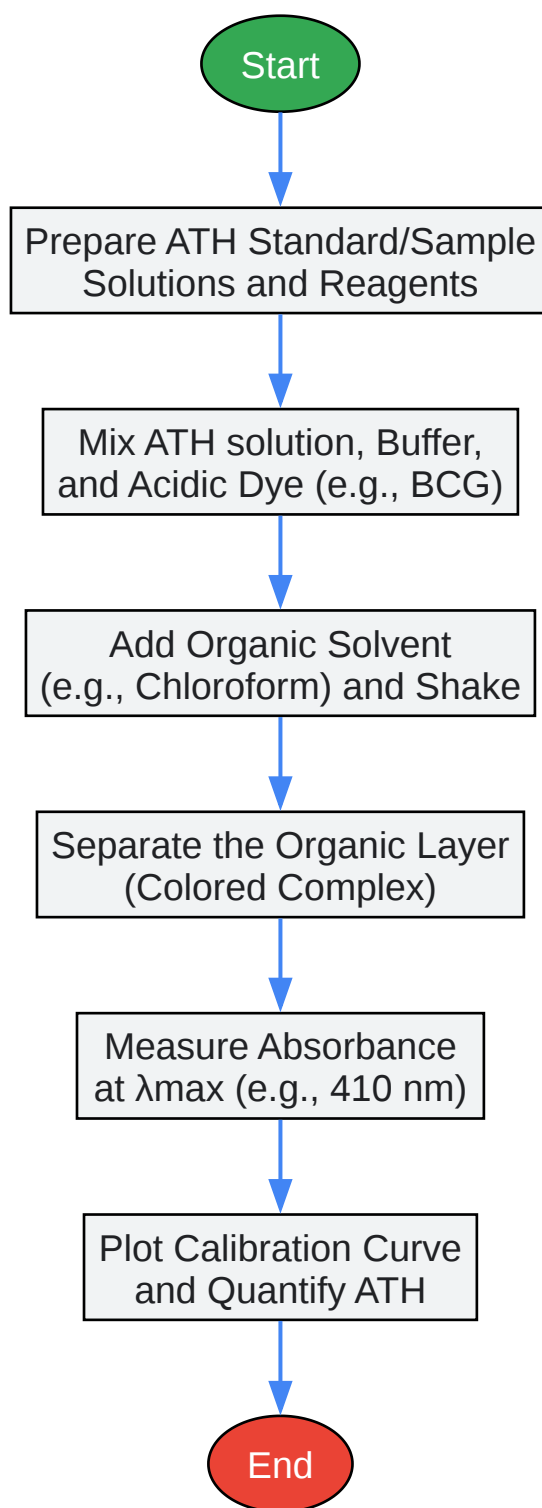 Start
Prepare ATH Standard/Sample
Solutions and Reagents
Mix ATH solution, Buffer,
and Acidic Dye (e.g., BCG)
Add Organic Solvent
(e.g., Chloroform) and Shake
Separate the Organic Layer
(Colored Complex)
Measure Absorbance
at λmax (e.g., 410 nm)
Plot Calibration Curve
and Quantify ATH
End